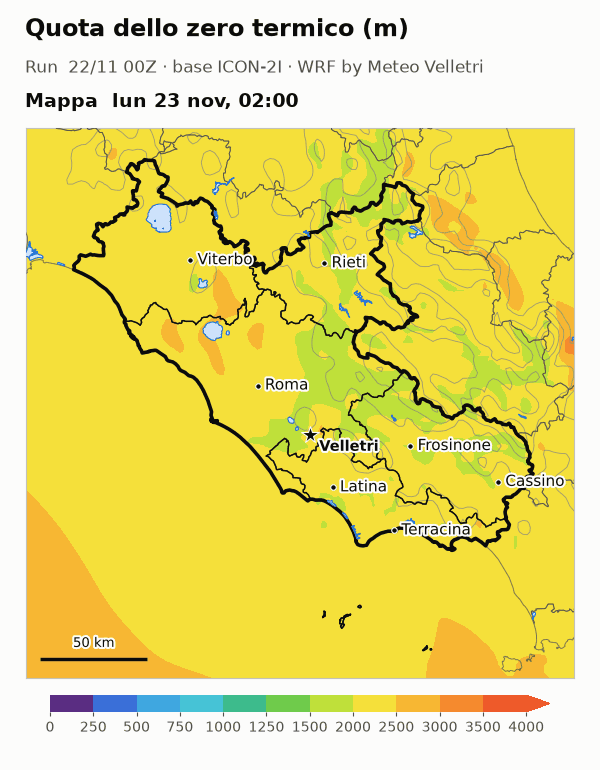 Quota dello zero termico (m)
Run  22/11 00Z · base ICON-2I · WRF by Meteo Velletri
Mappa  lun 23 nov, 02:00
Viterbo
Rieti
Roma
Velletri
Frosinone
Latina
Cassino
Terracina
50 km
0 250 500 750 1000 1250 1500 2000 2500 3000 3500 4000